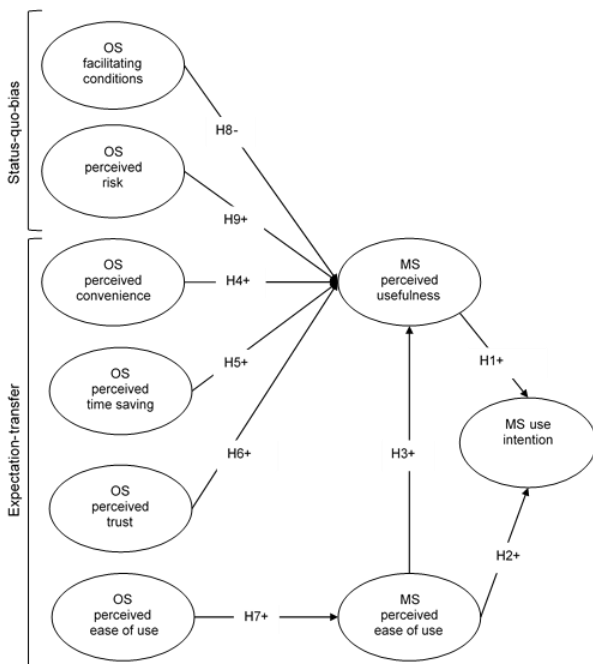 Status-quo-bias
OS
facilitating
conditions
H8-
OS
perceived
risk
H9+
Expectation-transfer
OS
perceived
convenience
H4+
MS
perceived
usefulness
H1+
OS
perceived
time saving
H5+
MS use
intention
OS
perceived
trust
H6+
H3+
H2+
OS
perceived
ease of use
H7+
MS
perceived
ease of use